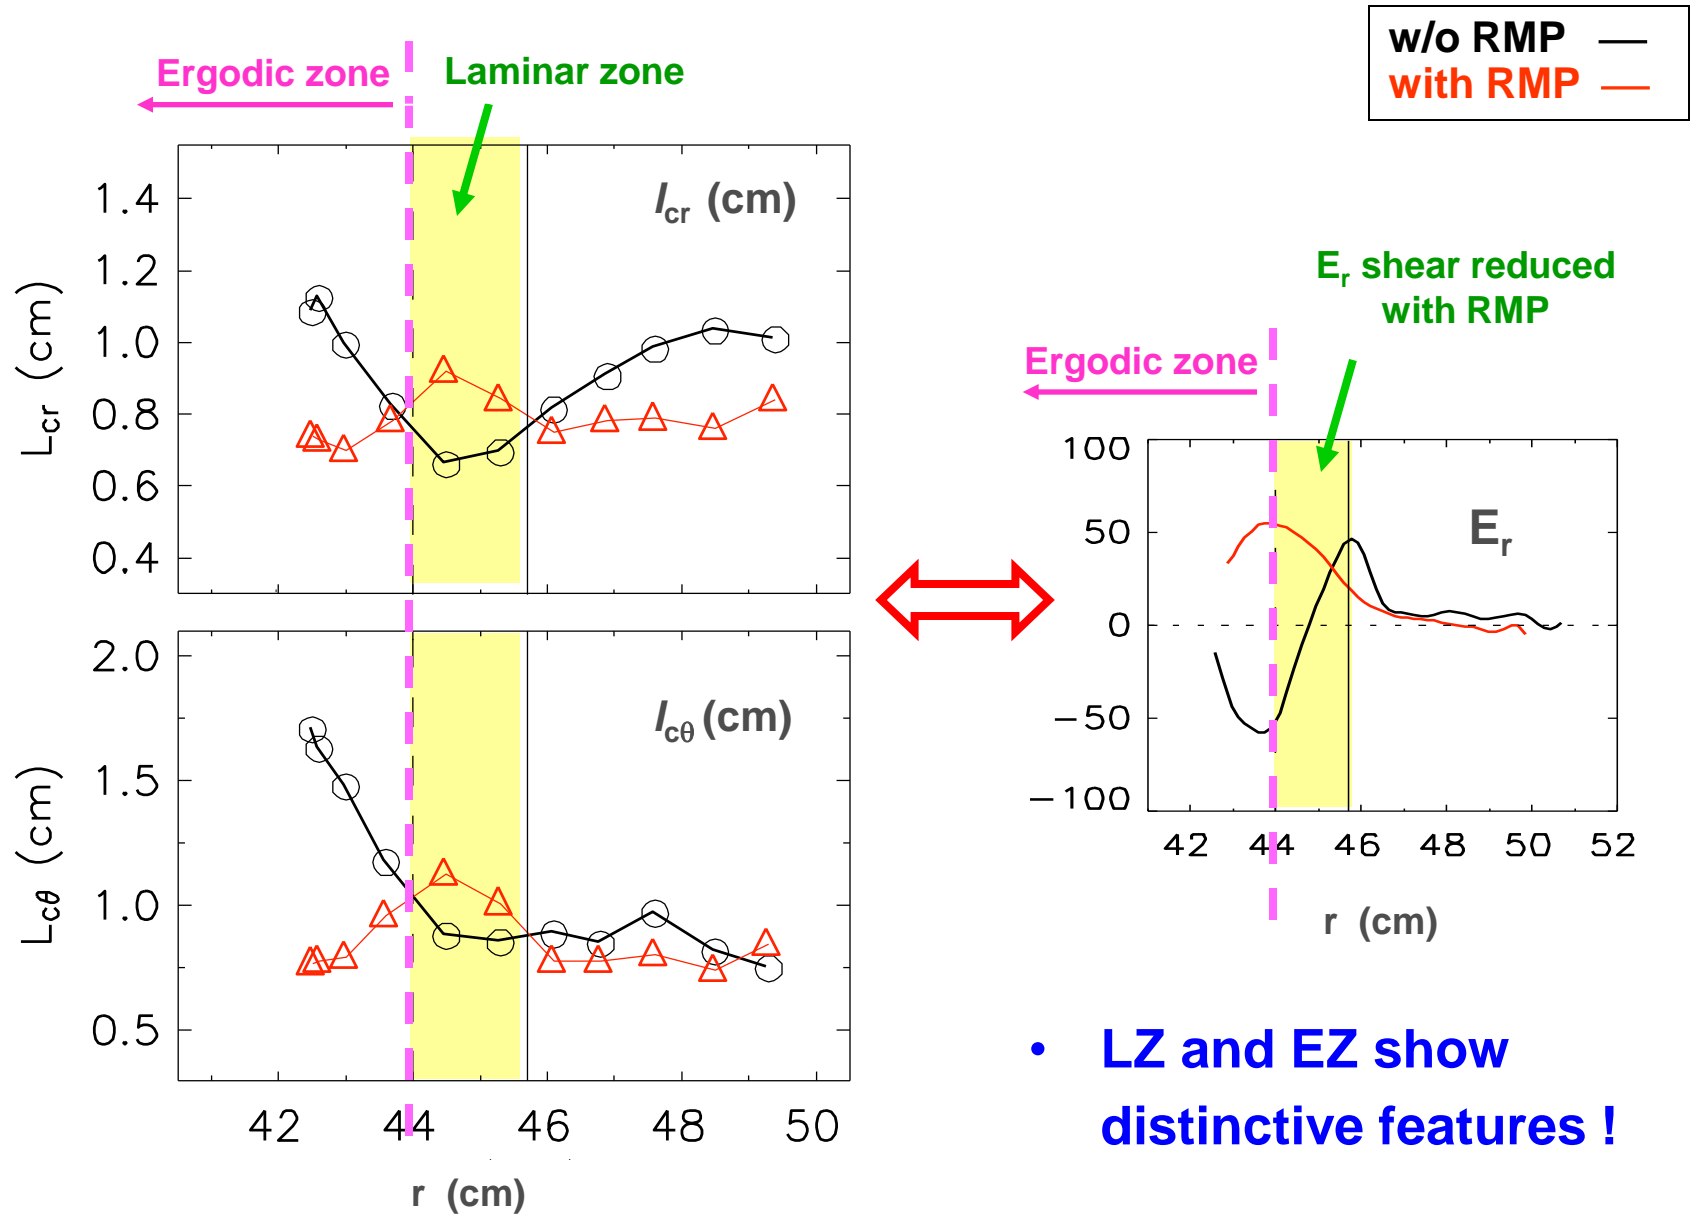 w/o RMP
with RMP
Ergodic zone
Laminar zone
l_cr (cm)
L_cr (cm)
1.4
1.2
1.0
0.8
0.6
0.4
l_cθ (cm)
L_cθ (cm)
2.0
1.5
1.0
0.5
42 44 46 48 50
r (cm)
E_r shear reduced
with RMP
Ergodic zone
E_r
100
50
0
−50
−100
42 44 46 48 50 52
r (cm)
• LZ and EZ show
distinctive features !